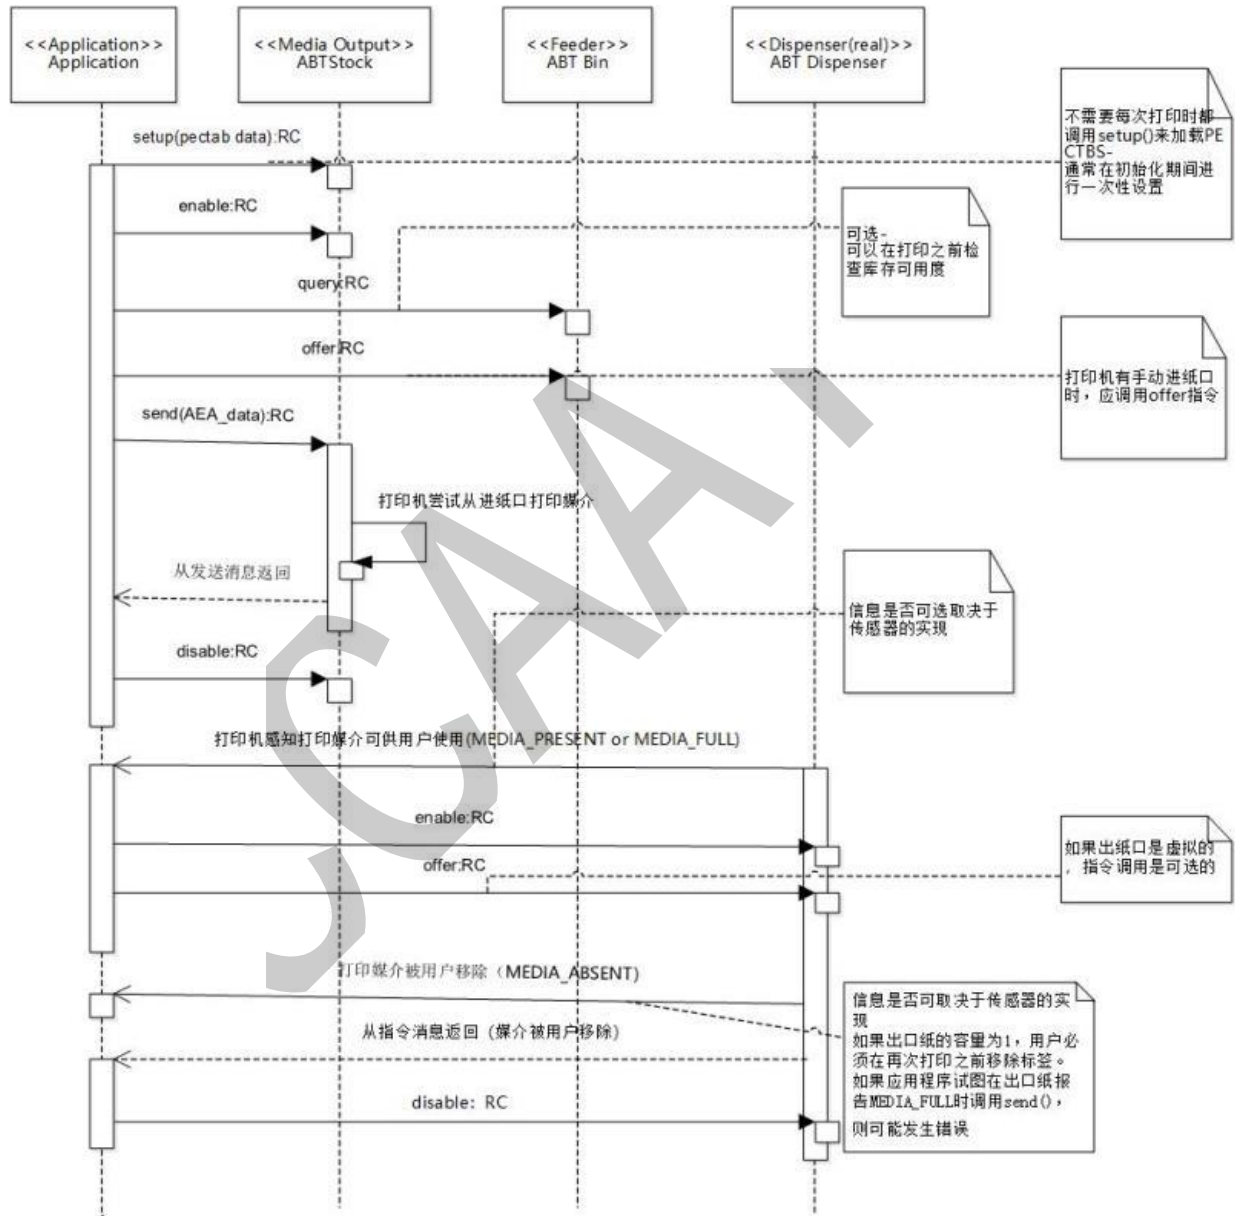 <<Application>>
Application
<<Media Output>>
ABTStock
<<Feeder>>
ABT Bin
<<Dispenser(real)>>
ABT Dispenser
不需要每次打印时都
调用setup()来加载PE
CTBS-
通常在初始化期间进
行一次性设置
setup(pectab data):RC
enable:RC
可选-
可以在打印之前检
查库存可用度
query:RC
offer:RC
打印机有手动进纸口
时，应调用offer指令
send(AEA_data):RC
打印机尝试从进纸口打印媒介
从发送消息返回
信息是否可选取决于
传感器的实现
disable:RC
打印机感知打印媒介可供用户使用(MEDIA_PRESENT or MEDIA_FULL)
enable:RC
如果出纸口是虚拟的
，指令调用是可选的
offer:RC
打印媒介被用户移除（MEDIA_ABSENT）
信息是否可取决于传感器的实
现
如果出口纸的容量为1，用户必
须在再次打印之前移除标签。
如果应用程序试图在出口纸报
告MEDIA_FULL时调用send()，
则可能发生错误
从指令消息返回（媒介被用户移除）
disable: RC
CCAAT